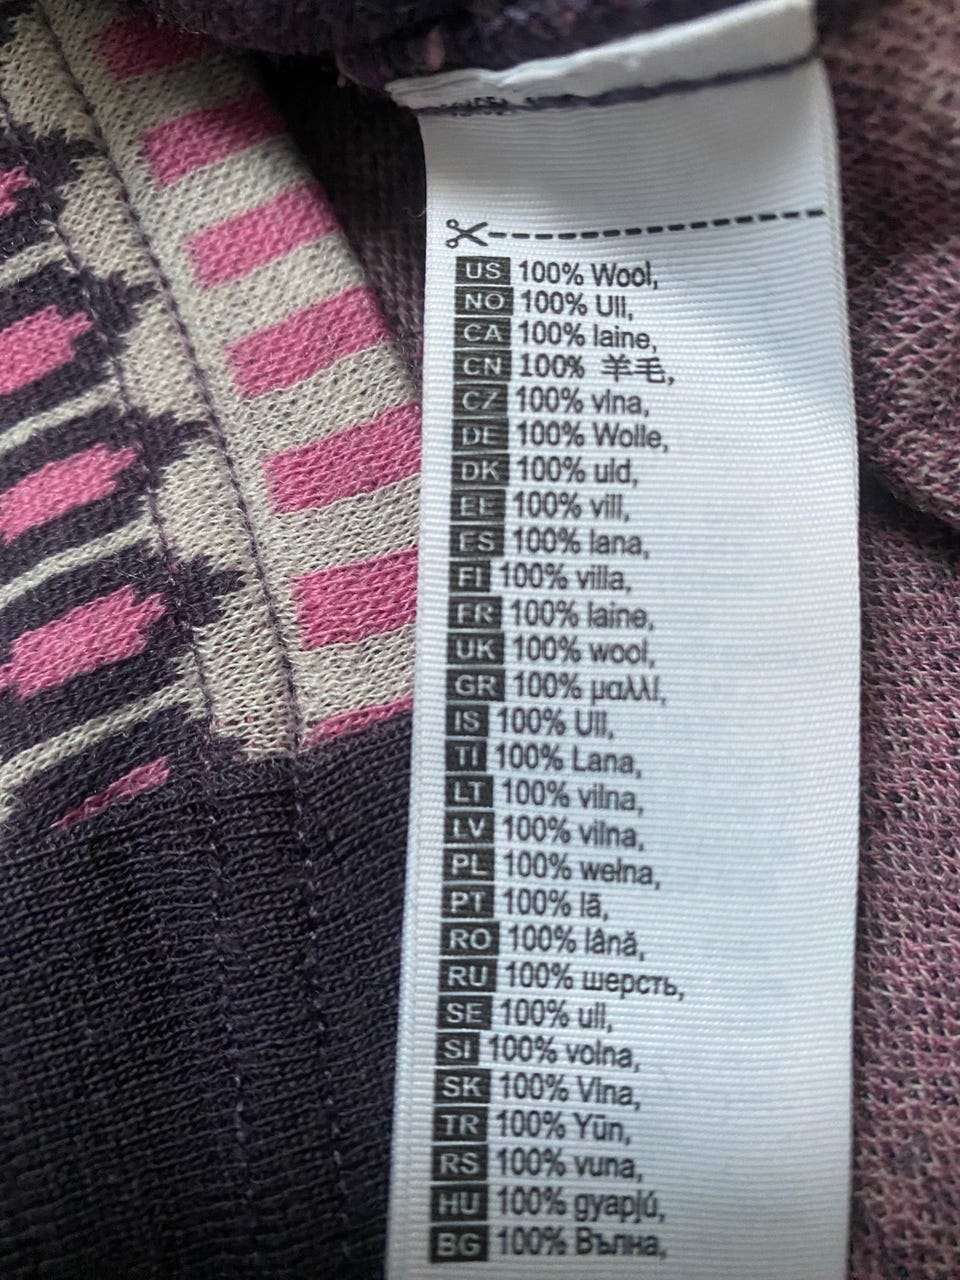 US 100% Wool,
NO 100% Ull,
CA 100% laine,
CN 100% 羊毛,
CZ 100% vlna,
DE 100% Wolle,
DK 100% uld,
EE 100% vill,
ES 100% lana,
FI 100% villa,
FR 100% laine,
UK 100% wool,
GR 100% μαλλί,
IS 100% Ull,
TI 100% Lana,
LT 100% vilna,
LV 100% vilna,
PL 100% wełna,
PT 100% lã,
RO 100% lână,
RU 100% шерсть,
SE 100% ull,
SI 100% volna,
SK 100% Vlna,
TR 100% Yün,
RS 100% vuna,
HU 100% gyapjú,
BG 100% Вълна,